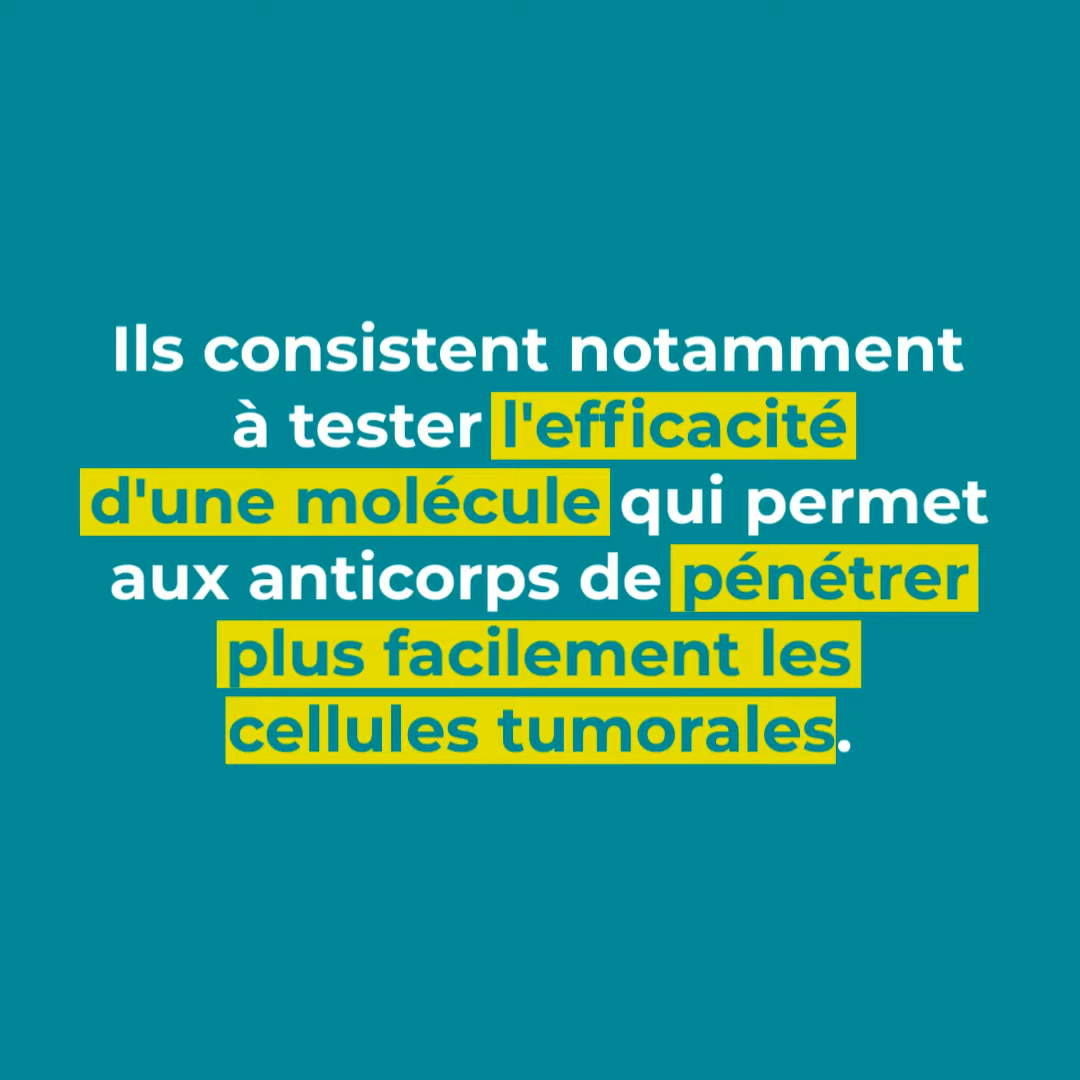 Ils consistent notamment
à tester l'efficacité
d'une molécule qui permet
aux anticorps de pénétrer
plus facilement les
cellules tumorales.